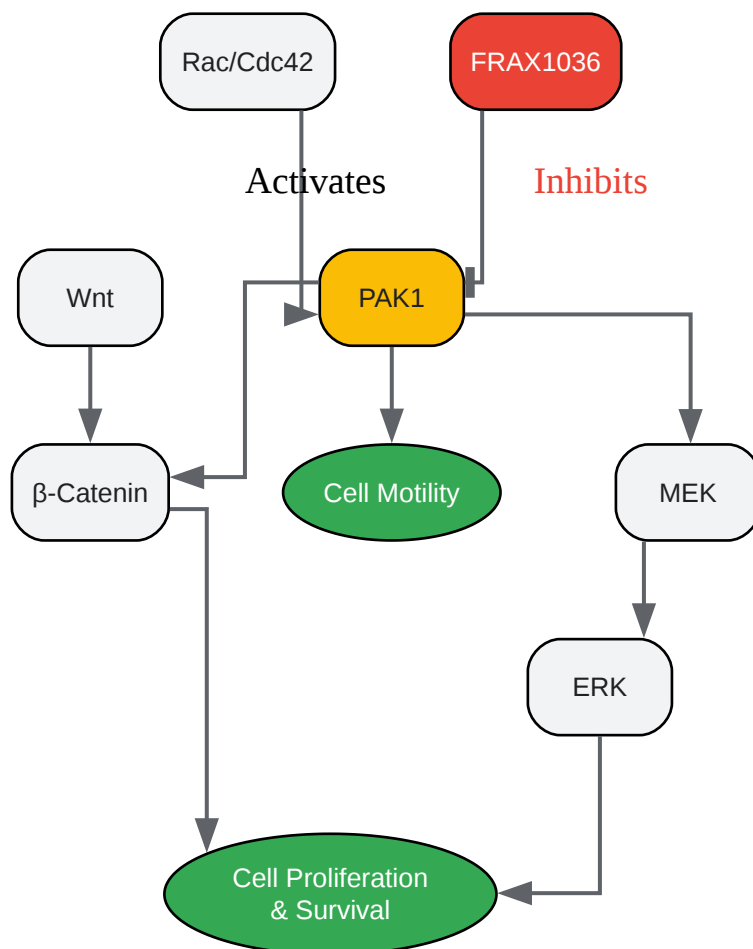 Rac/Cdc42
FRAX1036
Activates
Inhibits
Wnt
PAK1
β-Catenin
Cell Motility
MEK
ERK
Cell Proliferation
& Survival